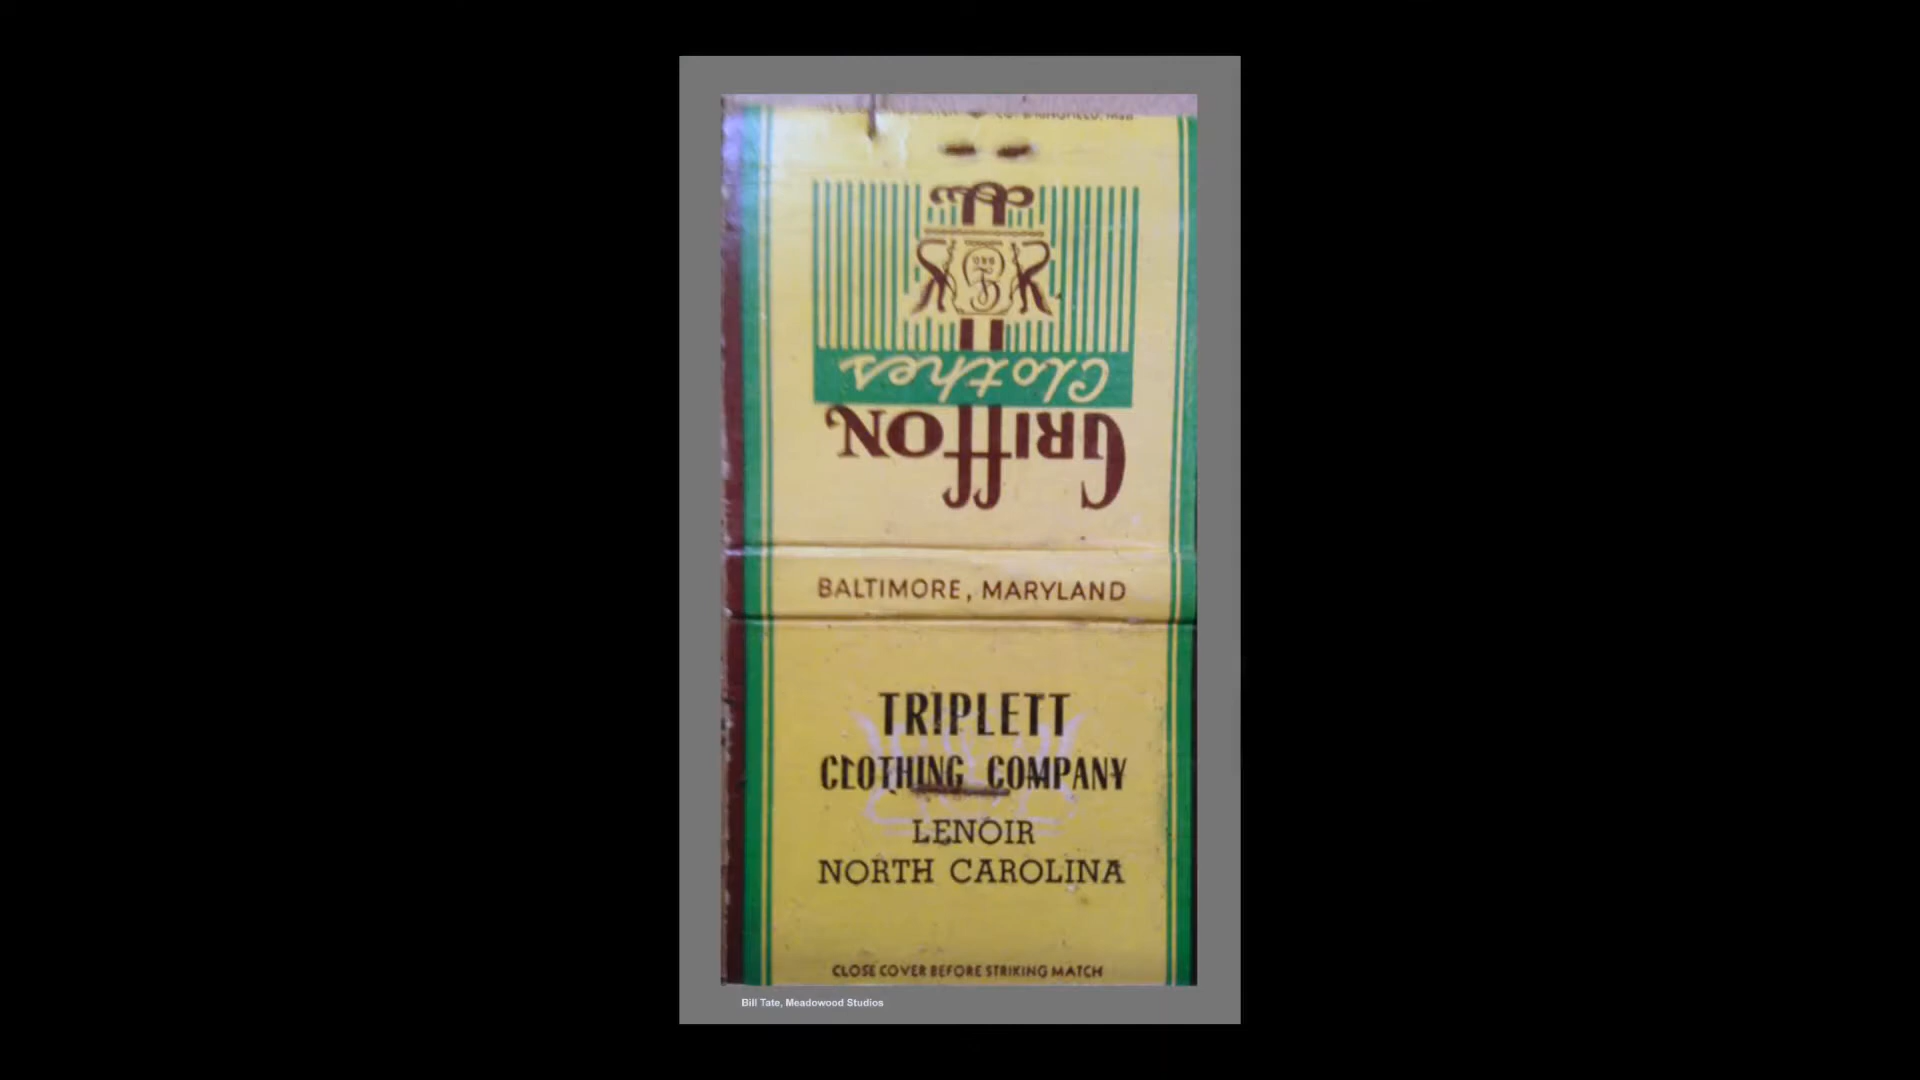 GRIFFON
Clothes
BALTIMORE, MARYLAND
TRIPLETT
CLOTHING COMPANY
LENOIR
NORTH CAROLINA
CLOSE COVER BEFORE STRIKING MATCH
Bill Tate, Meadowood Studios